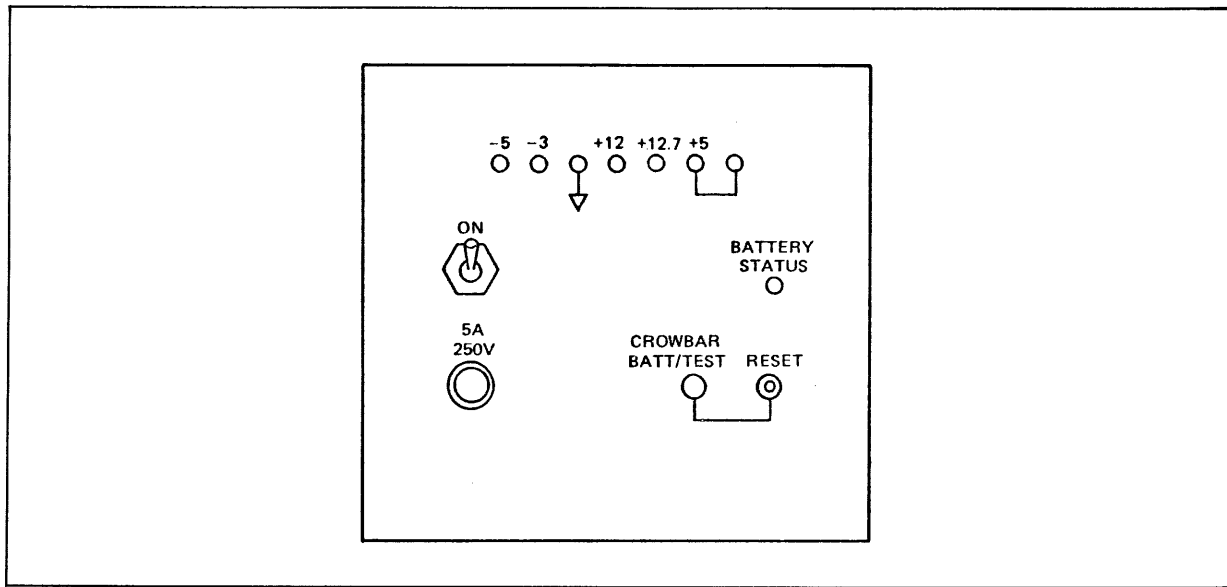 -5 -3 +12 +12.7 +5
ON
BATTERY
STATUS
5A
250V
CROWBAR
BATT/TEST
RESET